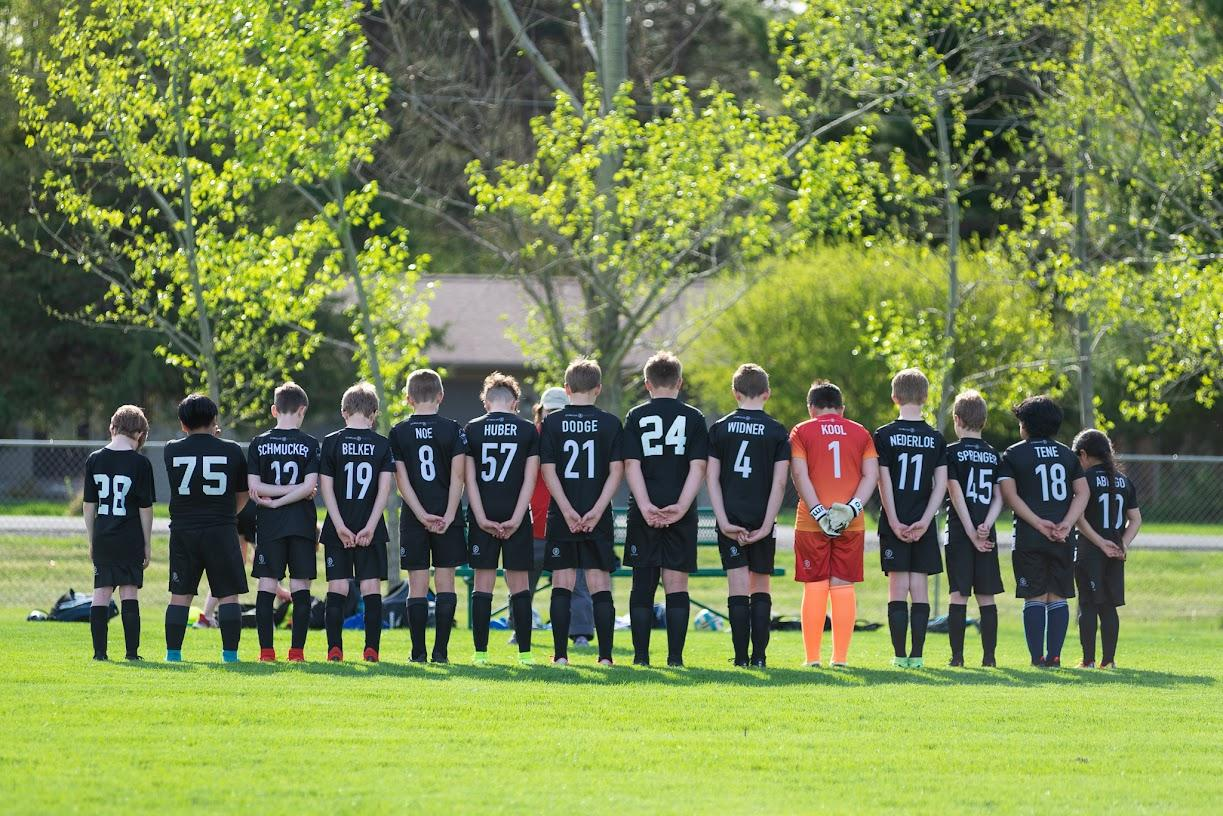 28
75
SCHMUCKER
12
BELKEY
19
NOE
8
HUBER
57
DODGE
21
24
WIDNER
4
KOOL
1
NEDERLOE
11
SPRENGER
45
TENE
18